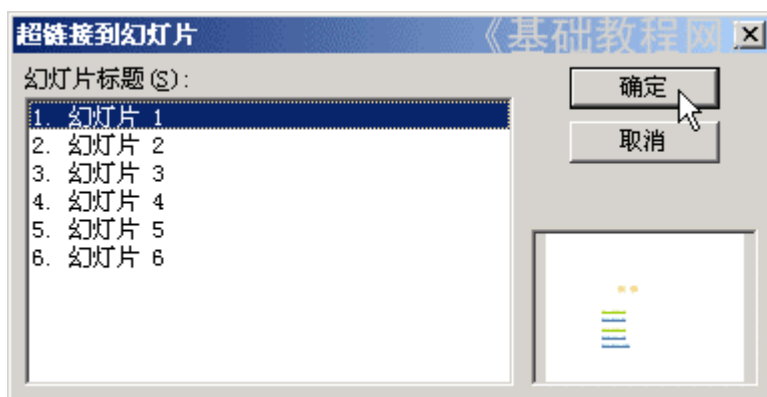 超链接到幻灯片 《基础教程网
幻灯片标题(S):
1. 幻灯片 1
2. 幻灯片 2
3. 幻灯片 3
4. 幻灯片 4
5. 幻灯片 5
6. 幻灯片 6
确定
取消